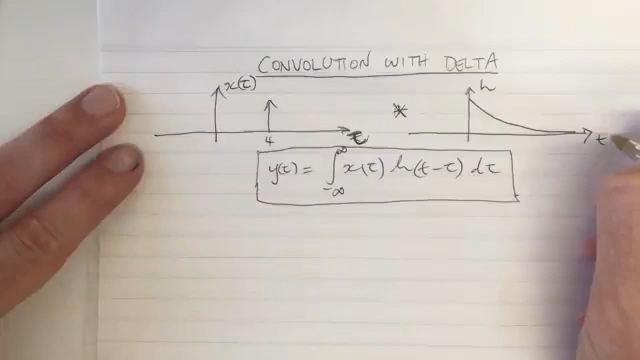 CONVOLUTION WITH DELTA
x(τ) h
*
4 t
y(t) = ∫_{-∞}^{∞} x(τ) h(t-τ) dτ